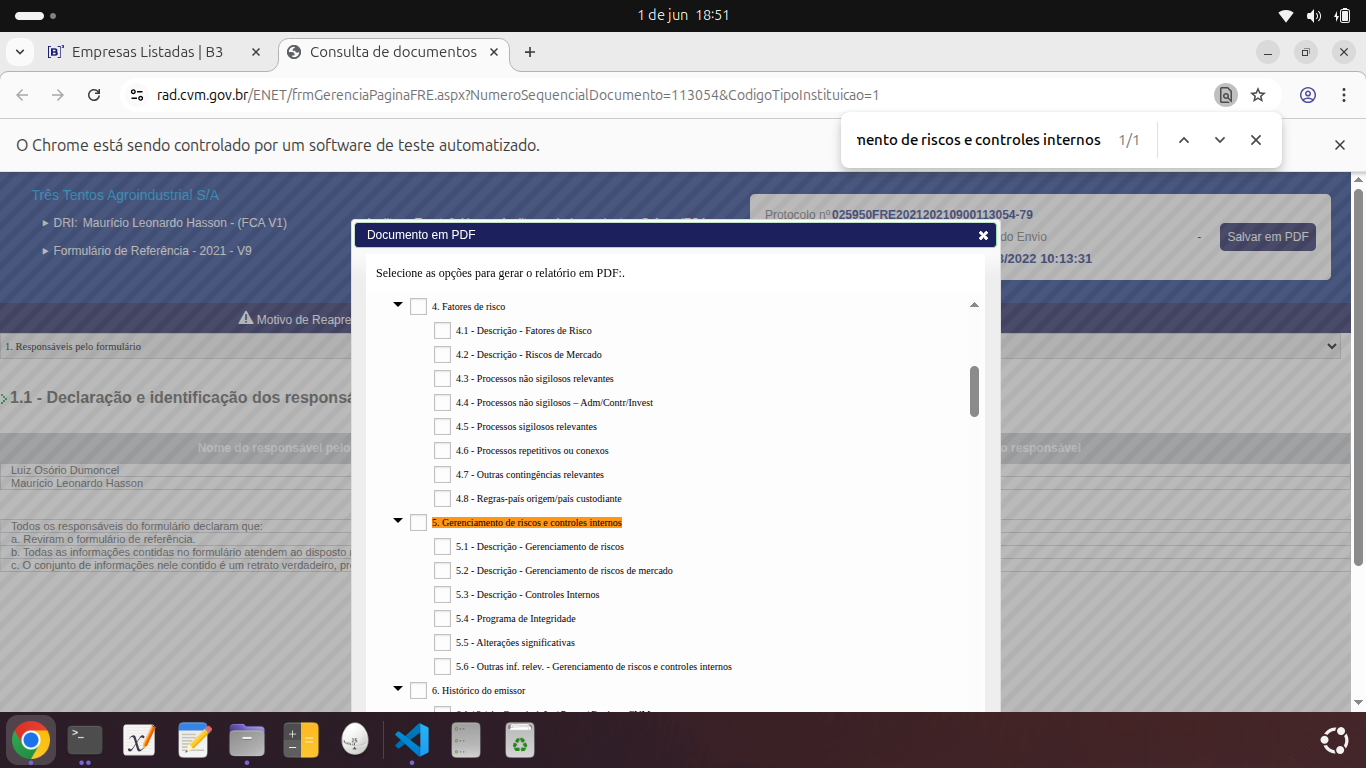 1 de jun 18:51
Empresas Listadas | B3
Consulta de documentos
rad.cvm.gov.br/ENET/frmGerenciaPaginaFRE.aspx?NumeroSequencialDocumento=113054&CodigoTipoInstituicao=1
mento de riscos e controles internos 1/1
O Chrome está sendo controlado por um software de teste automatizado.
Três Tentos Agroindustrial S/A
DRI: Maurício Leonardo Hasson - (FCA V1)
Formulário de Referência - 2021 - V9
Protocolo nº 025950FRE202120210900113054-79
do Envio -
/2022 10:13:31
Salvar em PDF
Motivo de Reapre
1. Responsáveis pelo formulário
1.1 - Declaração e identificação dos responsá
Nome do responsável pelo
o responsável
Luiz Osório Dumoncel
Maurício Leonardo Hasson
Todos os responsáveis do formulário declaram que:
a. Reviram o formulário de referência.
b. Todas as informações contidas no formulário atendem ao disposto
c. O conjunto de informações nele contido é um retrato verdadeiro, pre
Documento em PDF
Selecione as opções para gerar o relatório em PDF:.
4. Fatores de risco
4.1 - Descrição - Fatores de Risco
4.2 - Descrição - Riscos de Mercado
4.3 - Processos não sigilosos relevantes
4.4 - Processos não sigilosos – Adm/Contr/Invest
4.5 - Processos sigilosos relevantes
4.6 - Processos repetitivos ou conexos
4.7 - Outras contingências relevantes
4.8 - Regras-país origem/país custodiante
5. Gerenciamento de riscos e controles internos
5.1 - Descrição - Gerenciamento de riscos
5.2 - Descrição - Gerenciamento de riscos de mercado
5.3 - Descrição - Controles Internos
5.4 - Programa de Integridade
5.5 - Alterações significativas
5.6 - Outras inf. relev. - Gerenciamento de riscos e controles internos
6. Histórico do emissor